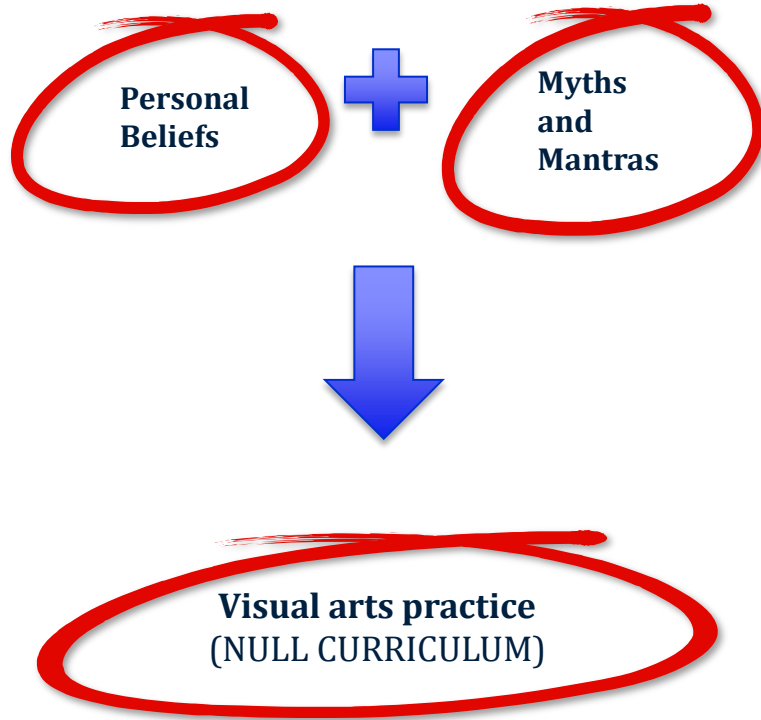 Personal
Beliefs
Myths
and
Mantras
Visual arts practice
(NULL CURRICULUM)